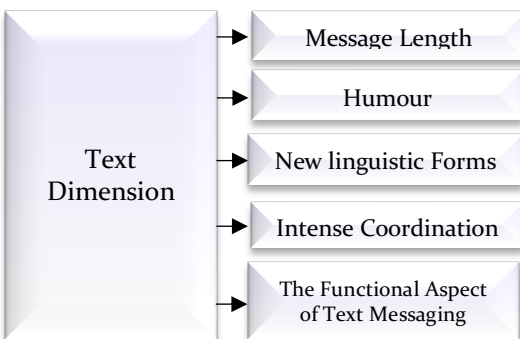 Text
Dimension
Message Length
Humour
New linguistic Forms
Intense Coordination
The Functional Aspect
of Text Messaging